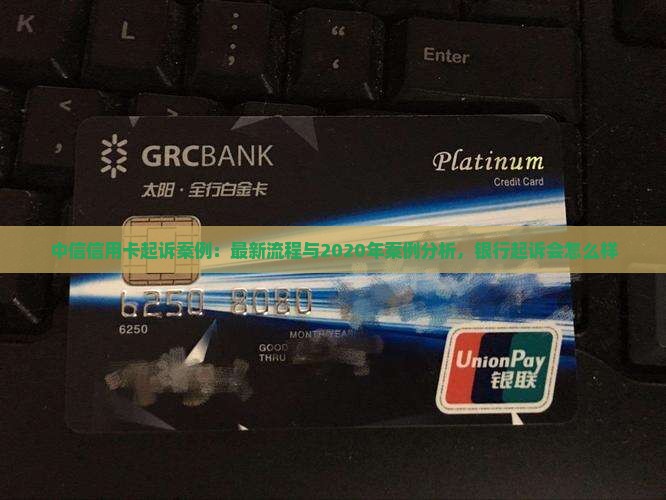 K L : ; “ ‘ Enter
< , >
GRCBANK Platinum
Credit Card
太阳·全行白金卡
中信信用卡起诉案例：最新流程与2020年案例分析，银行起诉会怎么样
6250 8080
6250
MONTH/YEAR
GOOD
THRU
UnionPay
银联